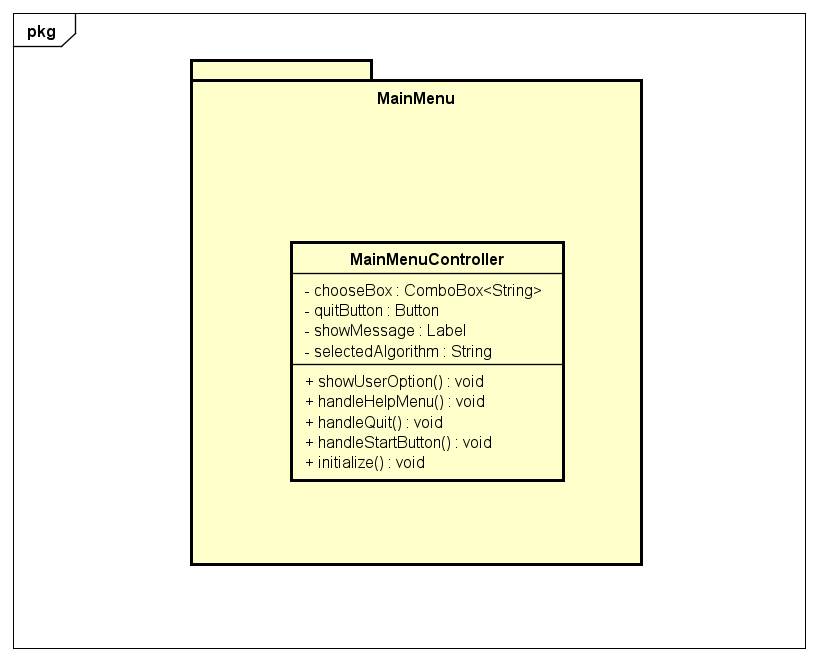 pkg
MainMenu
MainMenuController
- chooseBox : ComboBox<String>
- quitButton : Button
- showMessage : Label
- selectedAlgorithm : String
+ showUserOption() : void
+ handleHelpMenu() : void
+ handleQuit() : void
+ handleStartButton() : void
+ initialize() : void